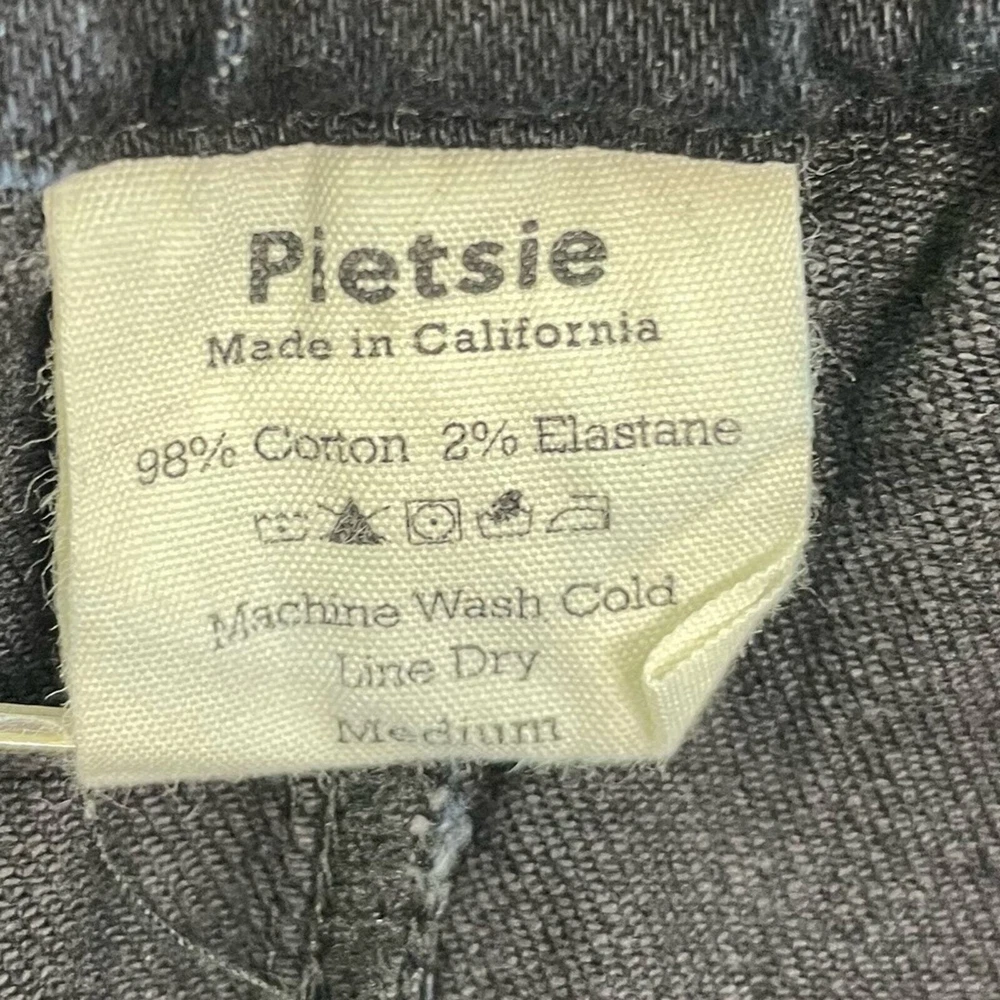 Pietsie
Made in California
98% Cotton 2% Elastane
Machine Wash Cold
Line Dry
Medium